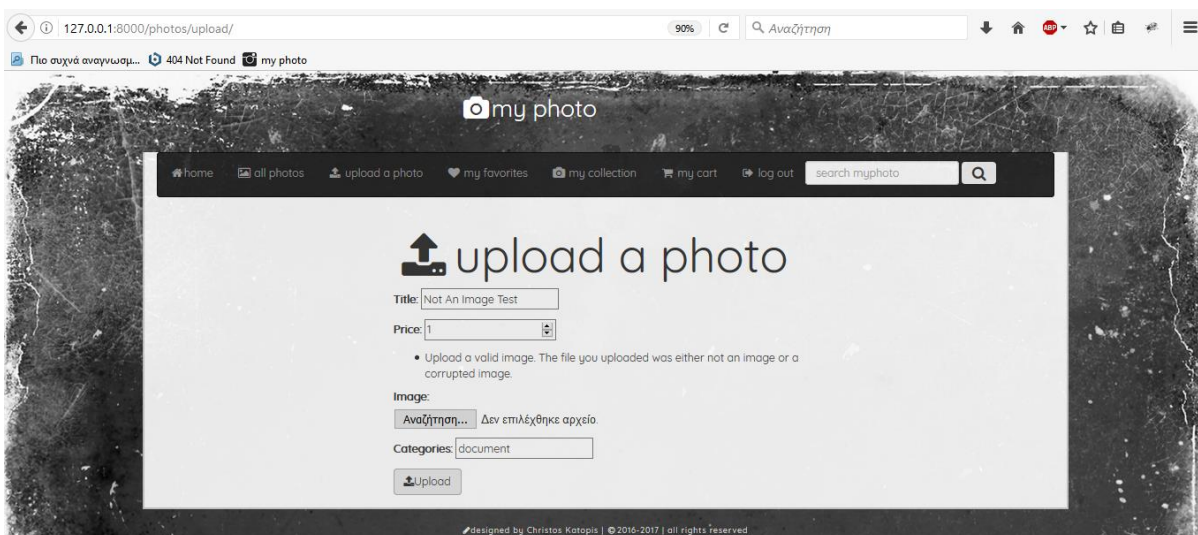 127.0.0.1:8000/photos/upload/
90%
Αναζήτηση
ABP
Πιο συχνά αναγνωσμ... 404 Not Found my photo
my photo
home all photos upload a photo my favorites my collection my cart log out search myphoto
upload a photo
Title: Not An Image Test
Price: 1
• Upload a valid image. The file you uploaded was either not an image or a
corrupted image.
Image:
Αναζήτηση... Δεν επιλέχθηκε αρχείο.
Categories: document
Upload
designed by Christos Katopis | © 2016-2017 | all rights reserved